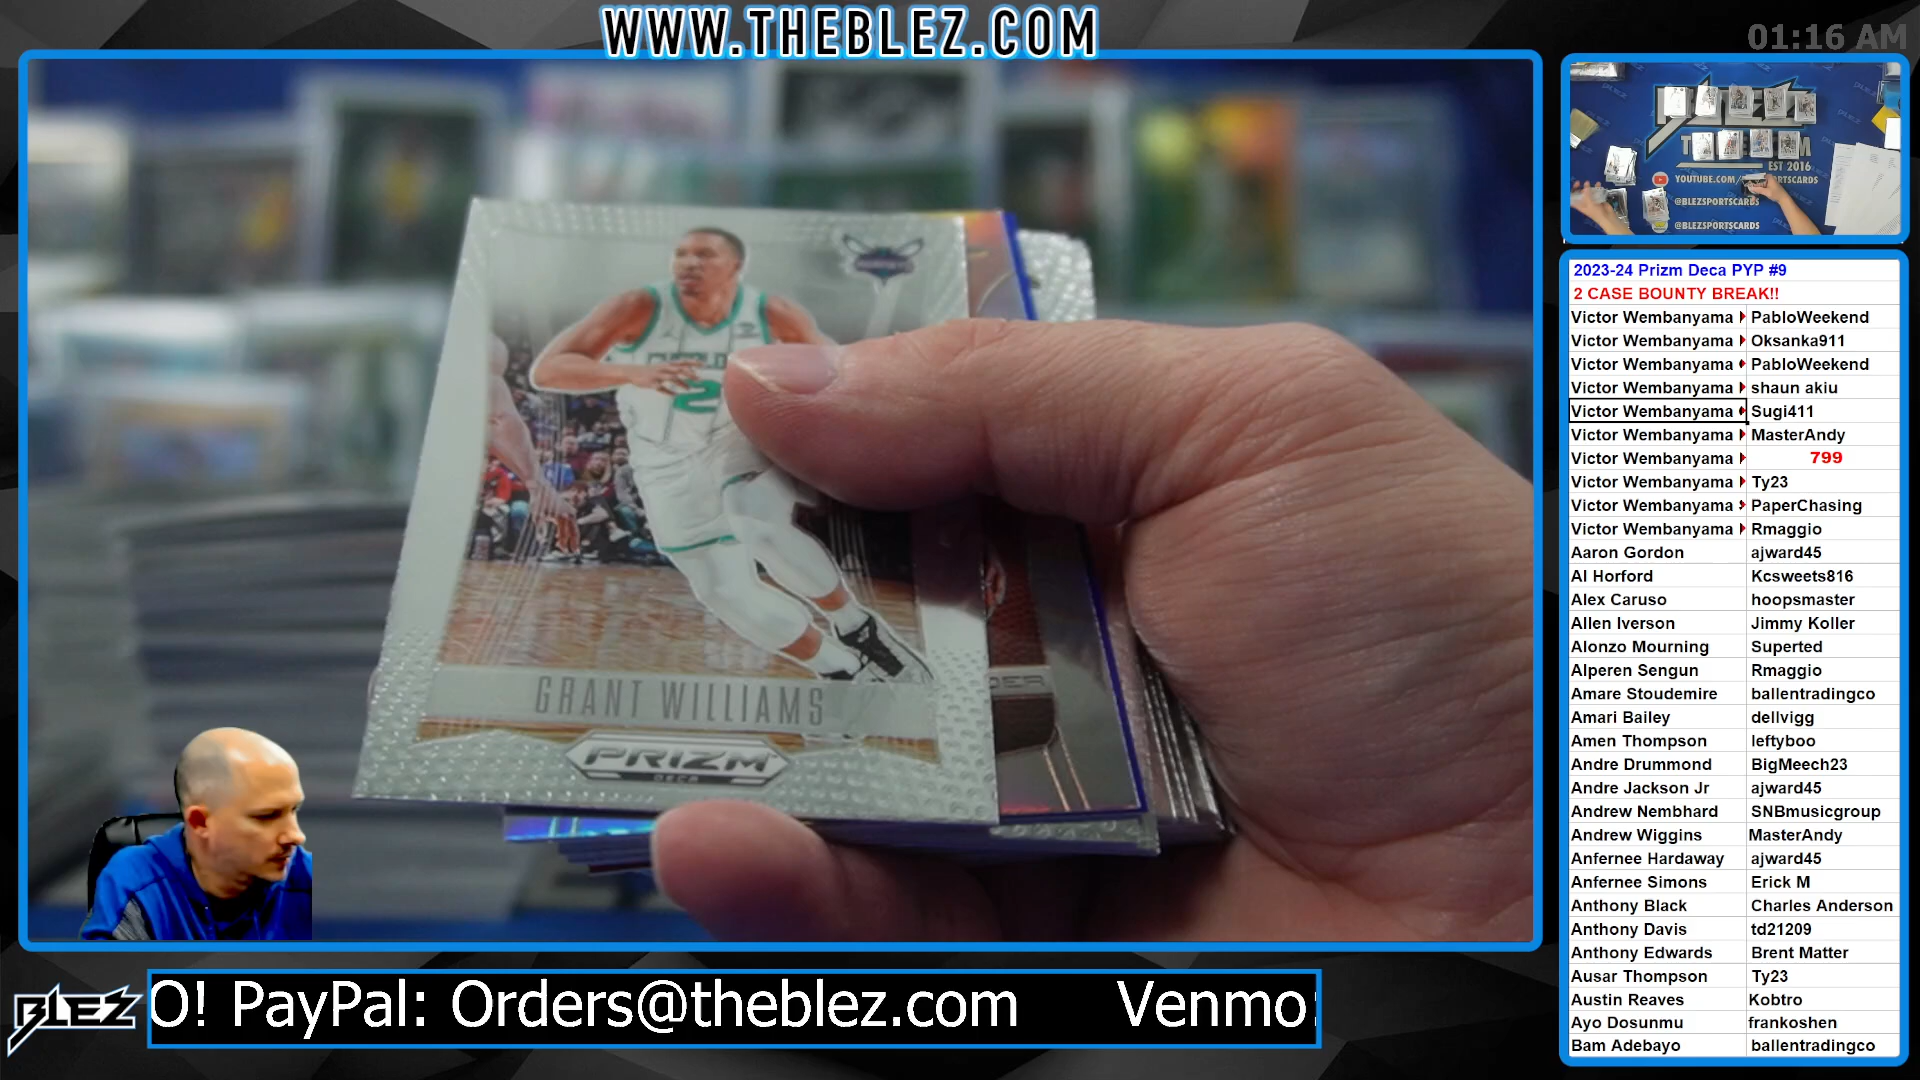 WWW.THEBLEZ.COM
01:16 AM
GRANT WILLIAMS
PRIZM
DECA
2
EST 2016
YOUTUBE.COM/
@BLEZSPORTSCARDS
@BLEZSPORTSCARDS
2023-24 Prizm Deca PYP #9
2 CASE BOUNTY BREAK!!
Victor Wembanyama PabloWeekend
Victor Wembanyama Oksanka911
Victor Wembanyama PabloWeekend
Victor Wembanyama shaun akiu
Victor Wembanyama Sugi411
Victor Wembanyama MasterAndy
Victor Wembanyama 799
Victor Wembanyama Ty23
Victor Wembanyama PaperChasing
Victor Wembanyama Rmaggio
Aaron Gordon ajward45
Al Horford Kcsweets816
Alex Caruso hoopsmaster
Allen Iverson Jimmy Koller
Alonzo Mourning Superted
Alperen Sengun Rmaggio
Amare Stoudemire ballentradingco
Amari Bailey dellvigg
Amen Thompson leftyboo
Andre Drummond BigMeech23
Andre Jackson Jr ajward45
Andrew Nembhard SNBmusicgroup
Andrew Wiggins MasterAndy
Anfernee Hardaway ajward45
Anfernee Simons Erick M
Anthony Black Charles Anderson
Anthony Davis td21209
Anthony Edwards Brent Matter
Ausar Thompson Ty23
Austin Reaves Kobtro
Ayo Dosunmu frankoshen
Bam Adebayo ballentradingco
BLEZ
O! PayPal: Orders@theblez.com Venmo: